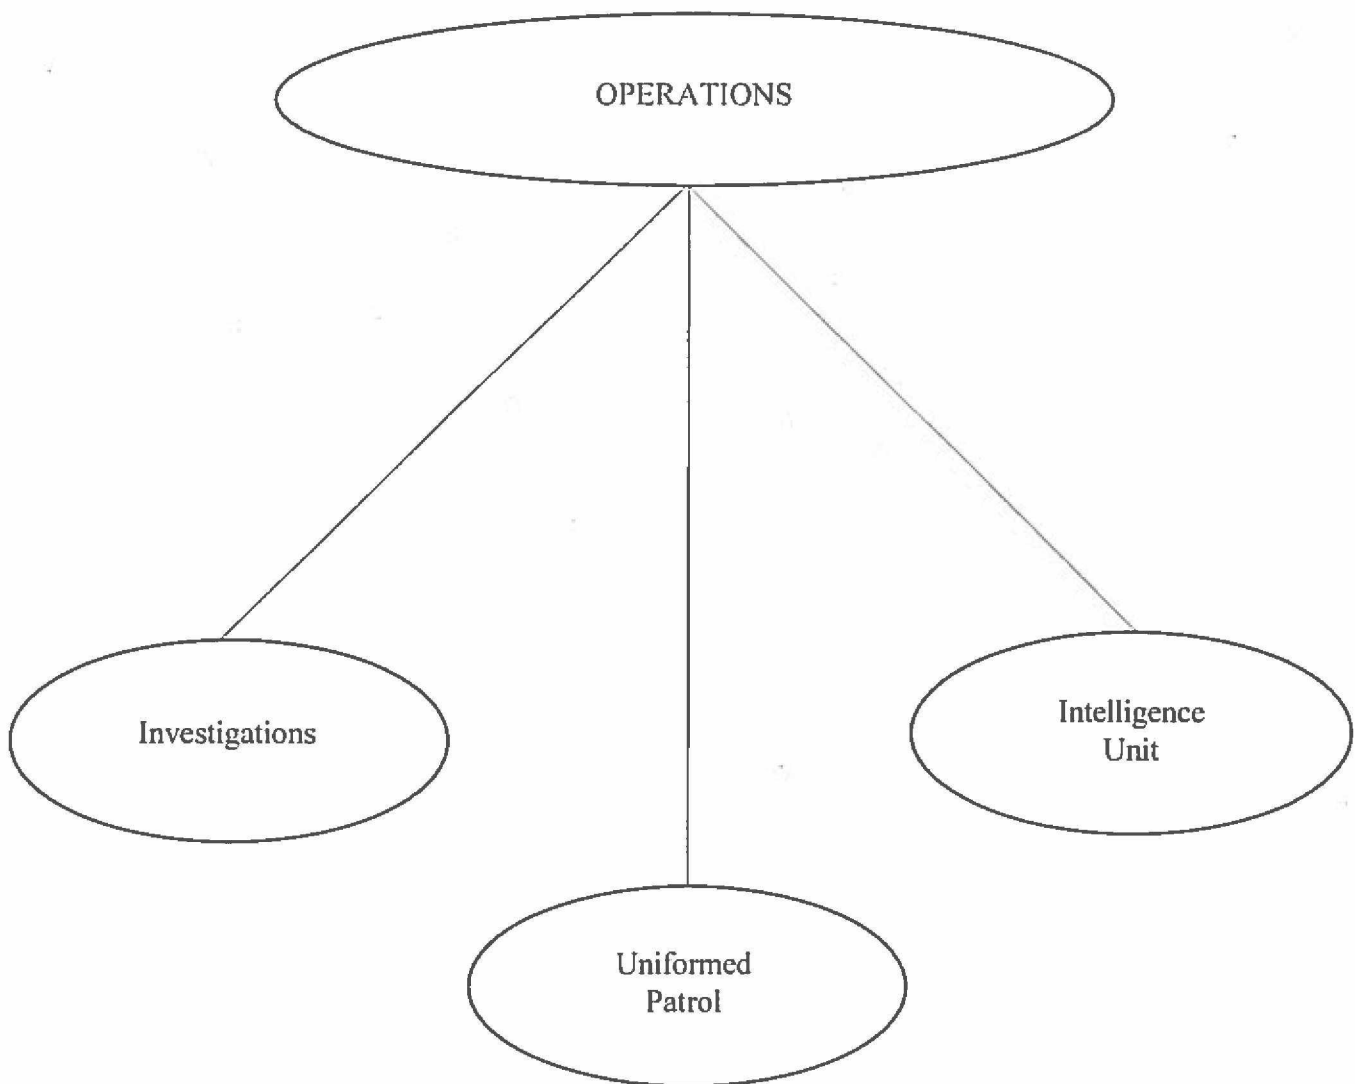 OPERATIONS
Investigations
Intelligence
Unit
Uniformed
Patrol